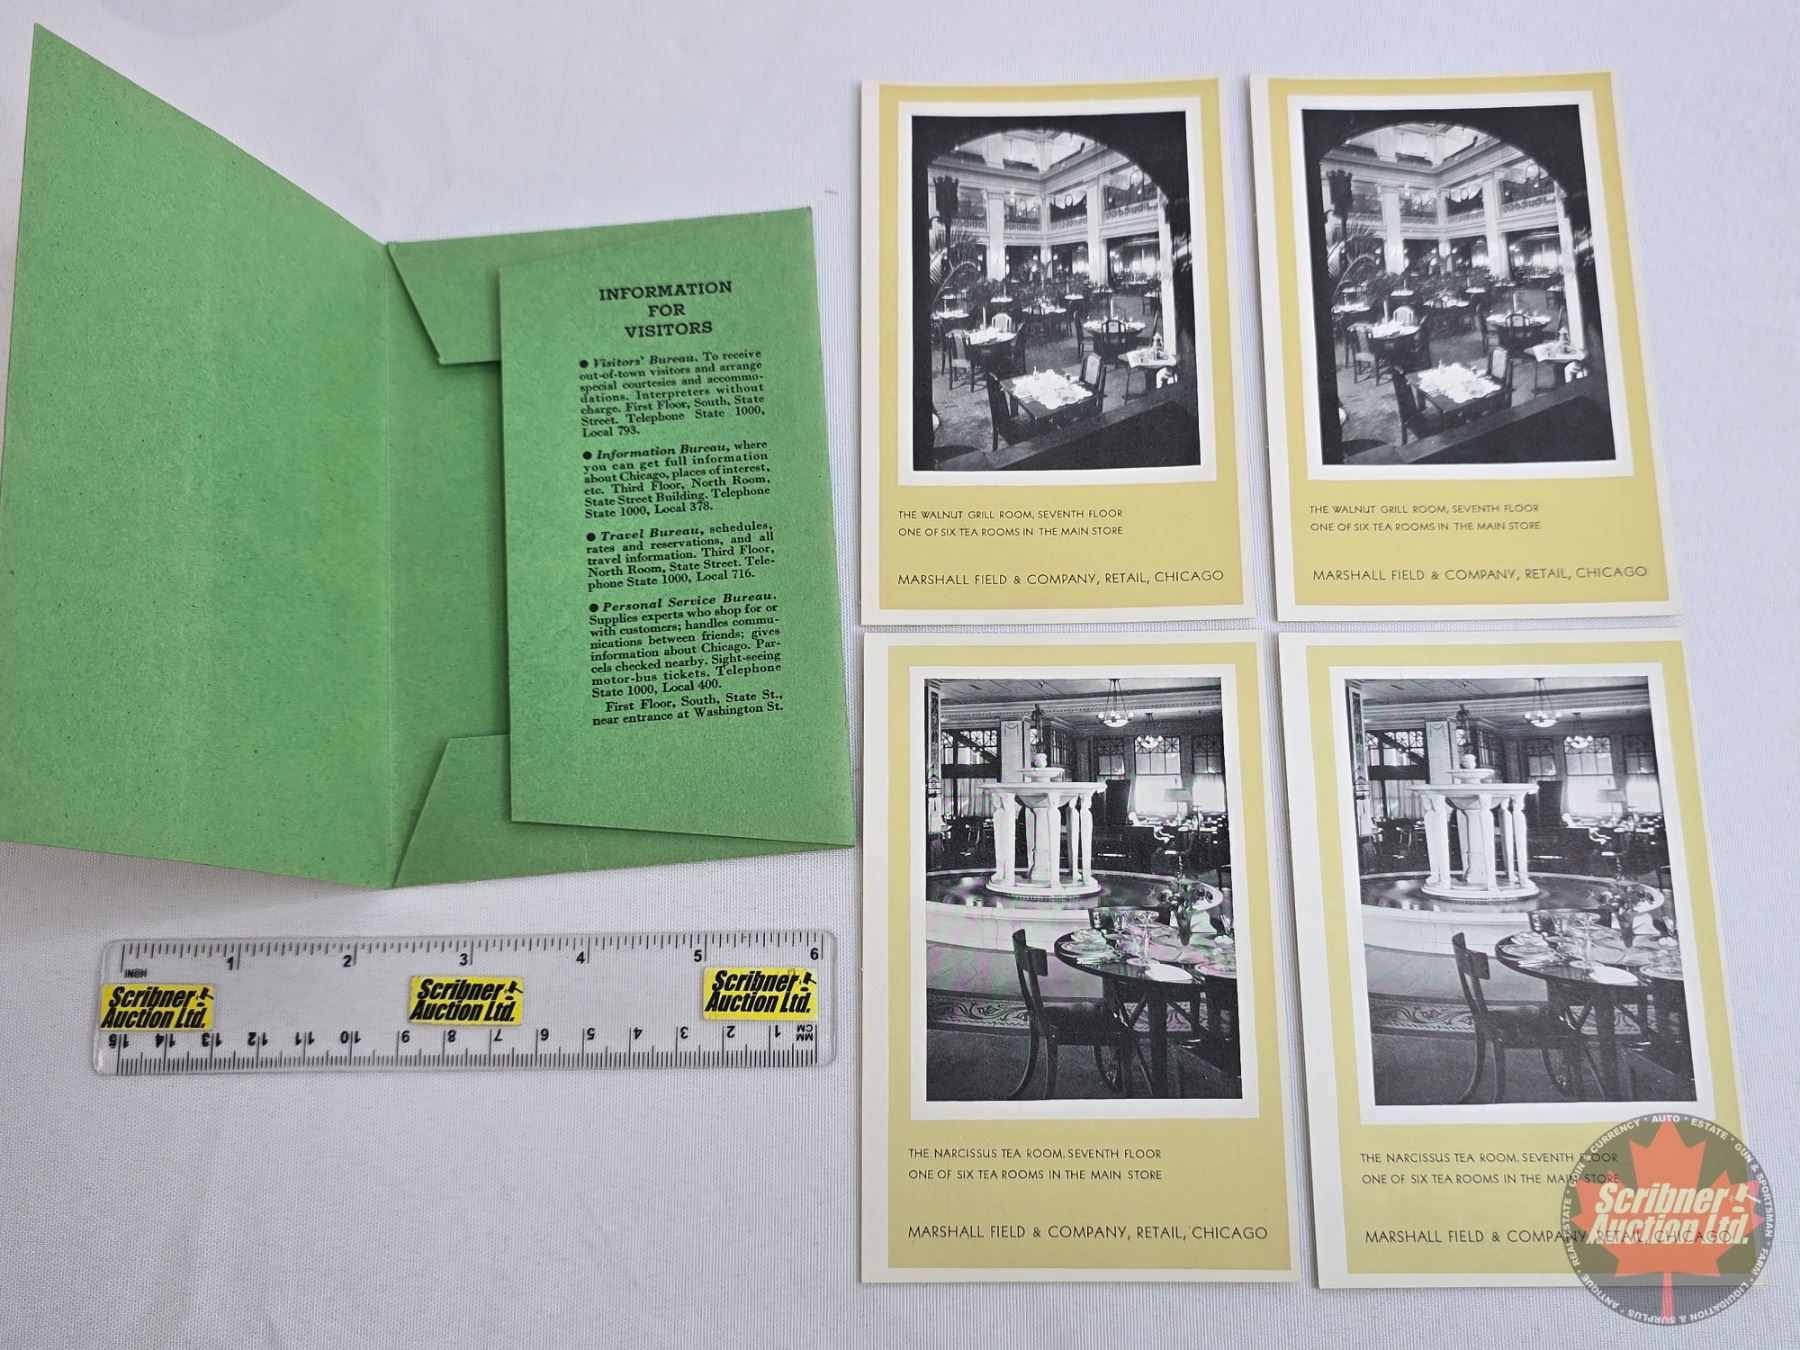 INFORMATION
FOR
VISITORS
● Visitors' Bureau. To receive
out-of-town visitors and arrange
special courtesies and accommo-
dations. Interpreters without
charge. First Floor, South, State
Street. Telephone State 1000,
Local 793.
● Information Bureau, where
you can get full information
about Chicago, places of interest,
etc. Third Floor, North Room,
State Street Building. Telephone
State 1000, Local 378.
● Travel Bureau, schedules,
rates and reservations, and all
travel information. Third Floor,
North Room, State Street. Tele-
phone State 1000, Local 716.
● Personal Service Bureau.
Supplies experts who shop for or
with customers; handles commu-
nications between friends; gives
information about Chicago. Par-
cels checked nearby. Sight-seeing
motor-bus tickets. Telephone
State 1000, Local 400.
First Floor, South, State St.,
near entrance at Washington St.
THE WALNUT GRILL ROOM, SEVENTH FLOOR
ONE OF SIX TEA ROOMS IN THE MAIN STORE
MARSHALL FIELD & COMPANY, RETAIL, CHICAGO
THE WALNUT GRILL ROOM, SEVENTH FLOOR
ONE OF SIX TEA ROOMS IN THE MAIN STORE
MARSHALL FIELD & COMPANY, RETAIL, CHICAGO
THE NARCISSUS TEA ROOM, SEVENTH FLOOR
ONE OF SIX TEA ROOMS IN THE MAIN STORE
MARSHALL FIELD & COMPANY, RETAIL, CHICAGO
THE NARCISSUS TEA ROOM, SEVENTH FLOOR
ONE OF SIX TEA ROOMS IN THE MAIN STORE
MARSHALL FIELD & COMPANY, RETAIL, CHICAGO
1 2 3 4 5 6
INCH
Scribner
Auction Ltd.
Scribner
Auction Ltd.
Scribner
Auction Ltd.
15 14 13 12 11 10 9 8 7 6 5 4 3 2 1 MM CM
COIN & CURRENCY • AUTO • ESTATE • GUN & SPORTSMAN • FARM • LIQUIDATION & SURPLUS • ANTIQUE • REAL ESTATE
Scribner
Auction Ltd.